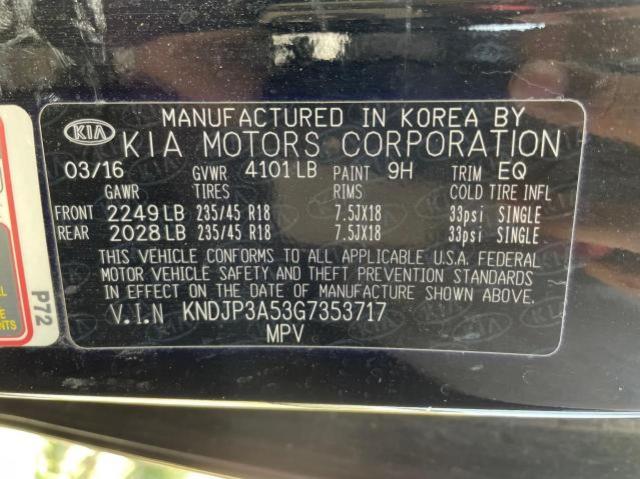 MANUFACTURED IN KOREA BY
KIA KIA MOTORS CORPORATION
03/16 GVWR 4101 LB PAINT 9H TRIM EQ
GAWR TIRES RIMS COLD TIRE INFL
FRONT 2249 LB 235/45 R18 7.5JX18 33psi SINGLE
REAR 2028 LB 235/45 R18 7.5JX18 33psi SINGLE
THIS VEHICLE CONFORMS TO ALL APPLICABLE U.S.A. FEDERAL
MOTOR VEHICLE SAFETY AND THEFT PREVENTION STANDARDS
IN EFFECT ON THE DATE OF MANUFACTURE SHOWN ABOVE.
V.I.N KNDJP3A53G7353717
MPV
P72